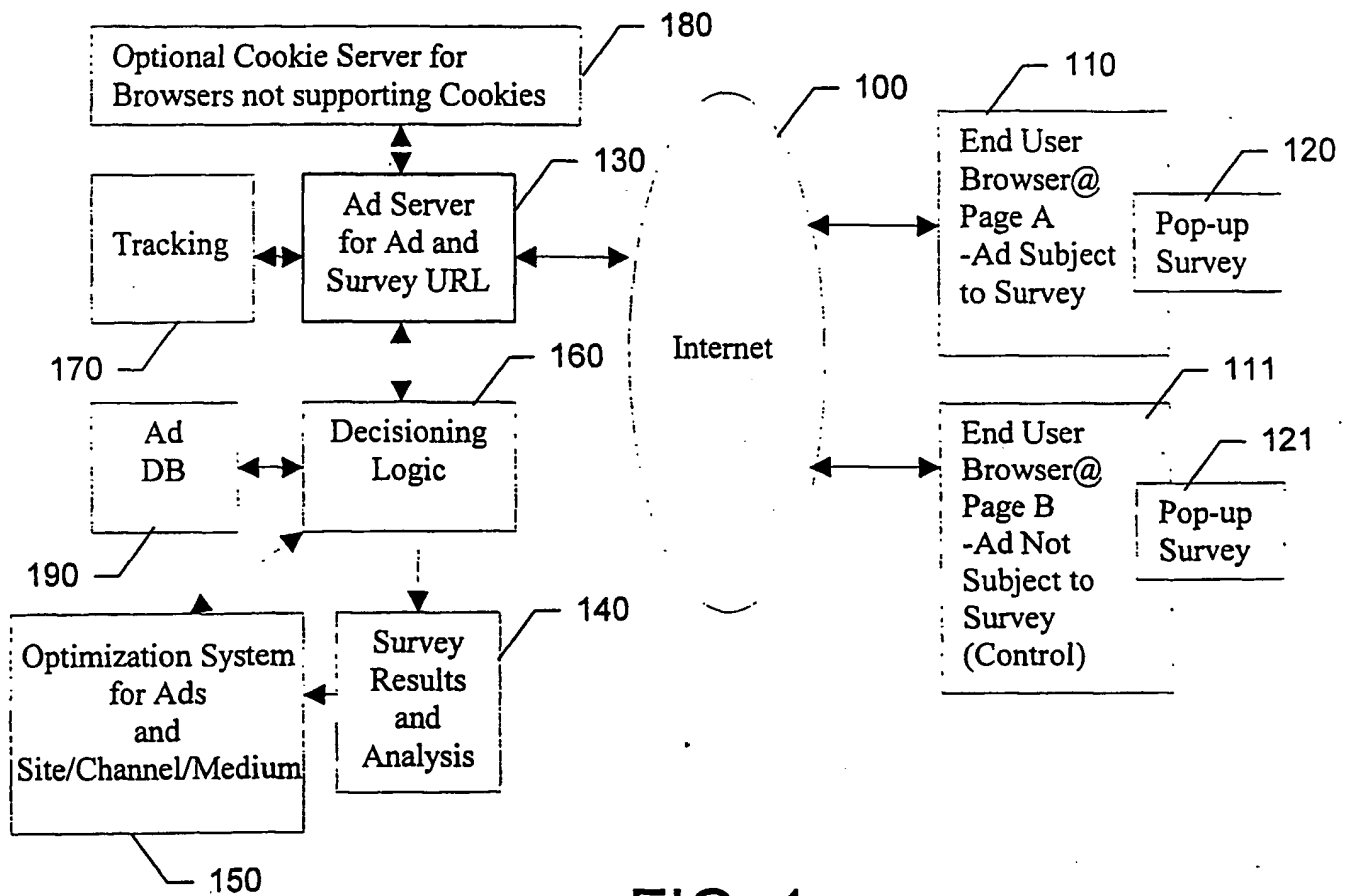 180
Optional Cookie Server for
Browsers not supporting Cookies
130
Ad Server
for Ad and
Survey URL
Tracking
170
160
Ad
DB
Decisioning
Logic
190
140
Optimization System
for Ads
and
Site/Channel/Medium
Survey
Results
and
Analysis
150
100
Internet
110
End User
Browser@
Page A
-Ad Subject
to Survey
120
Pop-up
Survey
111
End User
Browser@
Page B
-Ad Not
Subject to
Survey
(Control)
121
Pop-up
Survey